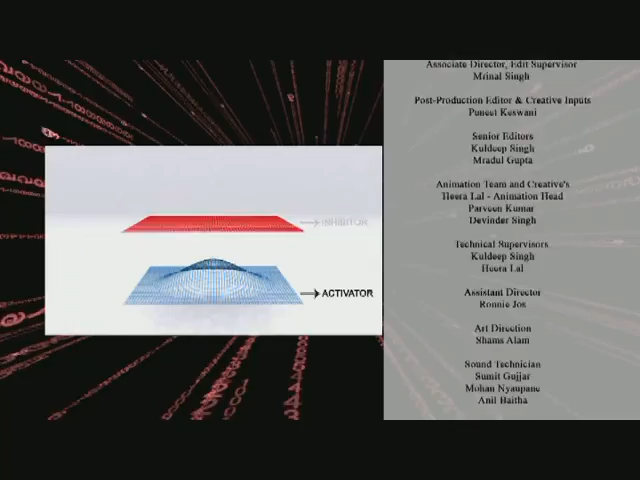 INHIBITOR
ACTIVATOR
Associate Director, Edit Supervisor
Mrinal Singh
Post-Production Editor & Creative Inputs
Puneet Keswani
Senior Editors
Kuldeep Singh
Mradul Gupta
Animation Team and Creative's
Heera Lal - Animation Head
Parveen Kumar
Devinder Singh
Technical Supervisors
Kuldeep Singh
Heera Lal
Assistant Director
Ronnie Jos
Art Direction
Shams Alam
Sound Technician
Sumit Gujjar
Mohan Nyaupane
Anil Baitha